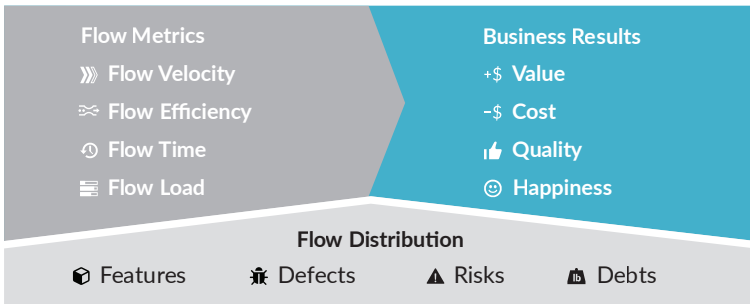 Flow Metrics
Flow Velocity
Flow Efficiency
Flow Time
Flow Load
Business Results
+$ Value
-$ Cost
Quality
Happiness
Flow Distribution
Features Defects Risks lb Debts